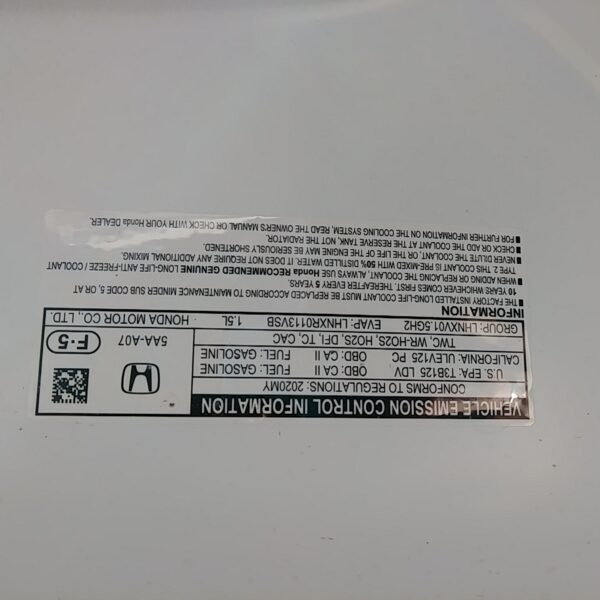 VEHICLE EMISSION CONTROL INFORMATION
CONFORMS TO REGULATIONS: 2020MY
U.S. EPA: T3B125 LDV OBD: CA II FUEL: GASOLINE
CALIFORNIA: ULEV125 PC OBD: CA II FUEL: GASOLINE
TWC, WR-HO2S, HO2S, DFI, TC, CAC
5AA-A07
GROUP: LHNXV01.5GH2 EVAP: LHNXR0113VSB 1.5L HONDA MOTOR CO., LTD.
F·5
INFORMATION
■ THE FACTORY INSTALLED LONG-LIFE COOLANT MUST BE REPLACED ACCORDING TO MAINTENANCE MINDER SUB CODE 5, OR AT
10 YEARS WHICHEVER COMES FIRST. THEREAFTER EVERY 5 YEARS.
■ WHEN ADDING OR REPLACING THE COOLANT, ALWAYS USE Honda RECOMMENDED GENUINE LONG-LIFE ANTI-FREEZE / COOLANT
TYPE 2 THIS COOLANT IS PRE-MIXED WITH 50% DISTILLED WATER. IT DOES NOT REQUIRE ANY ADDITIONAL MIXING.
NEVER DILUTE THE COOLANT, OR THE LIFE OF THE ENGINE MAY BE SERIOUSLY SHORTENED.
■ CHECK OR ADD THE COOLANT AT THE RESERVE TANK, NOT THE RADIATOR.
■ FOR FURTHER INFORMATION ON THE COOLING SYSTEM, READ THE OWNER'S MANUAL OR CHECK WITH YOUR Honda DEALER.